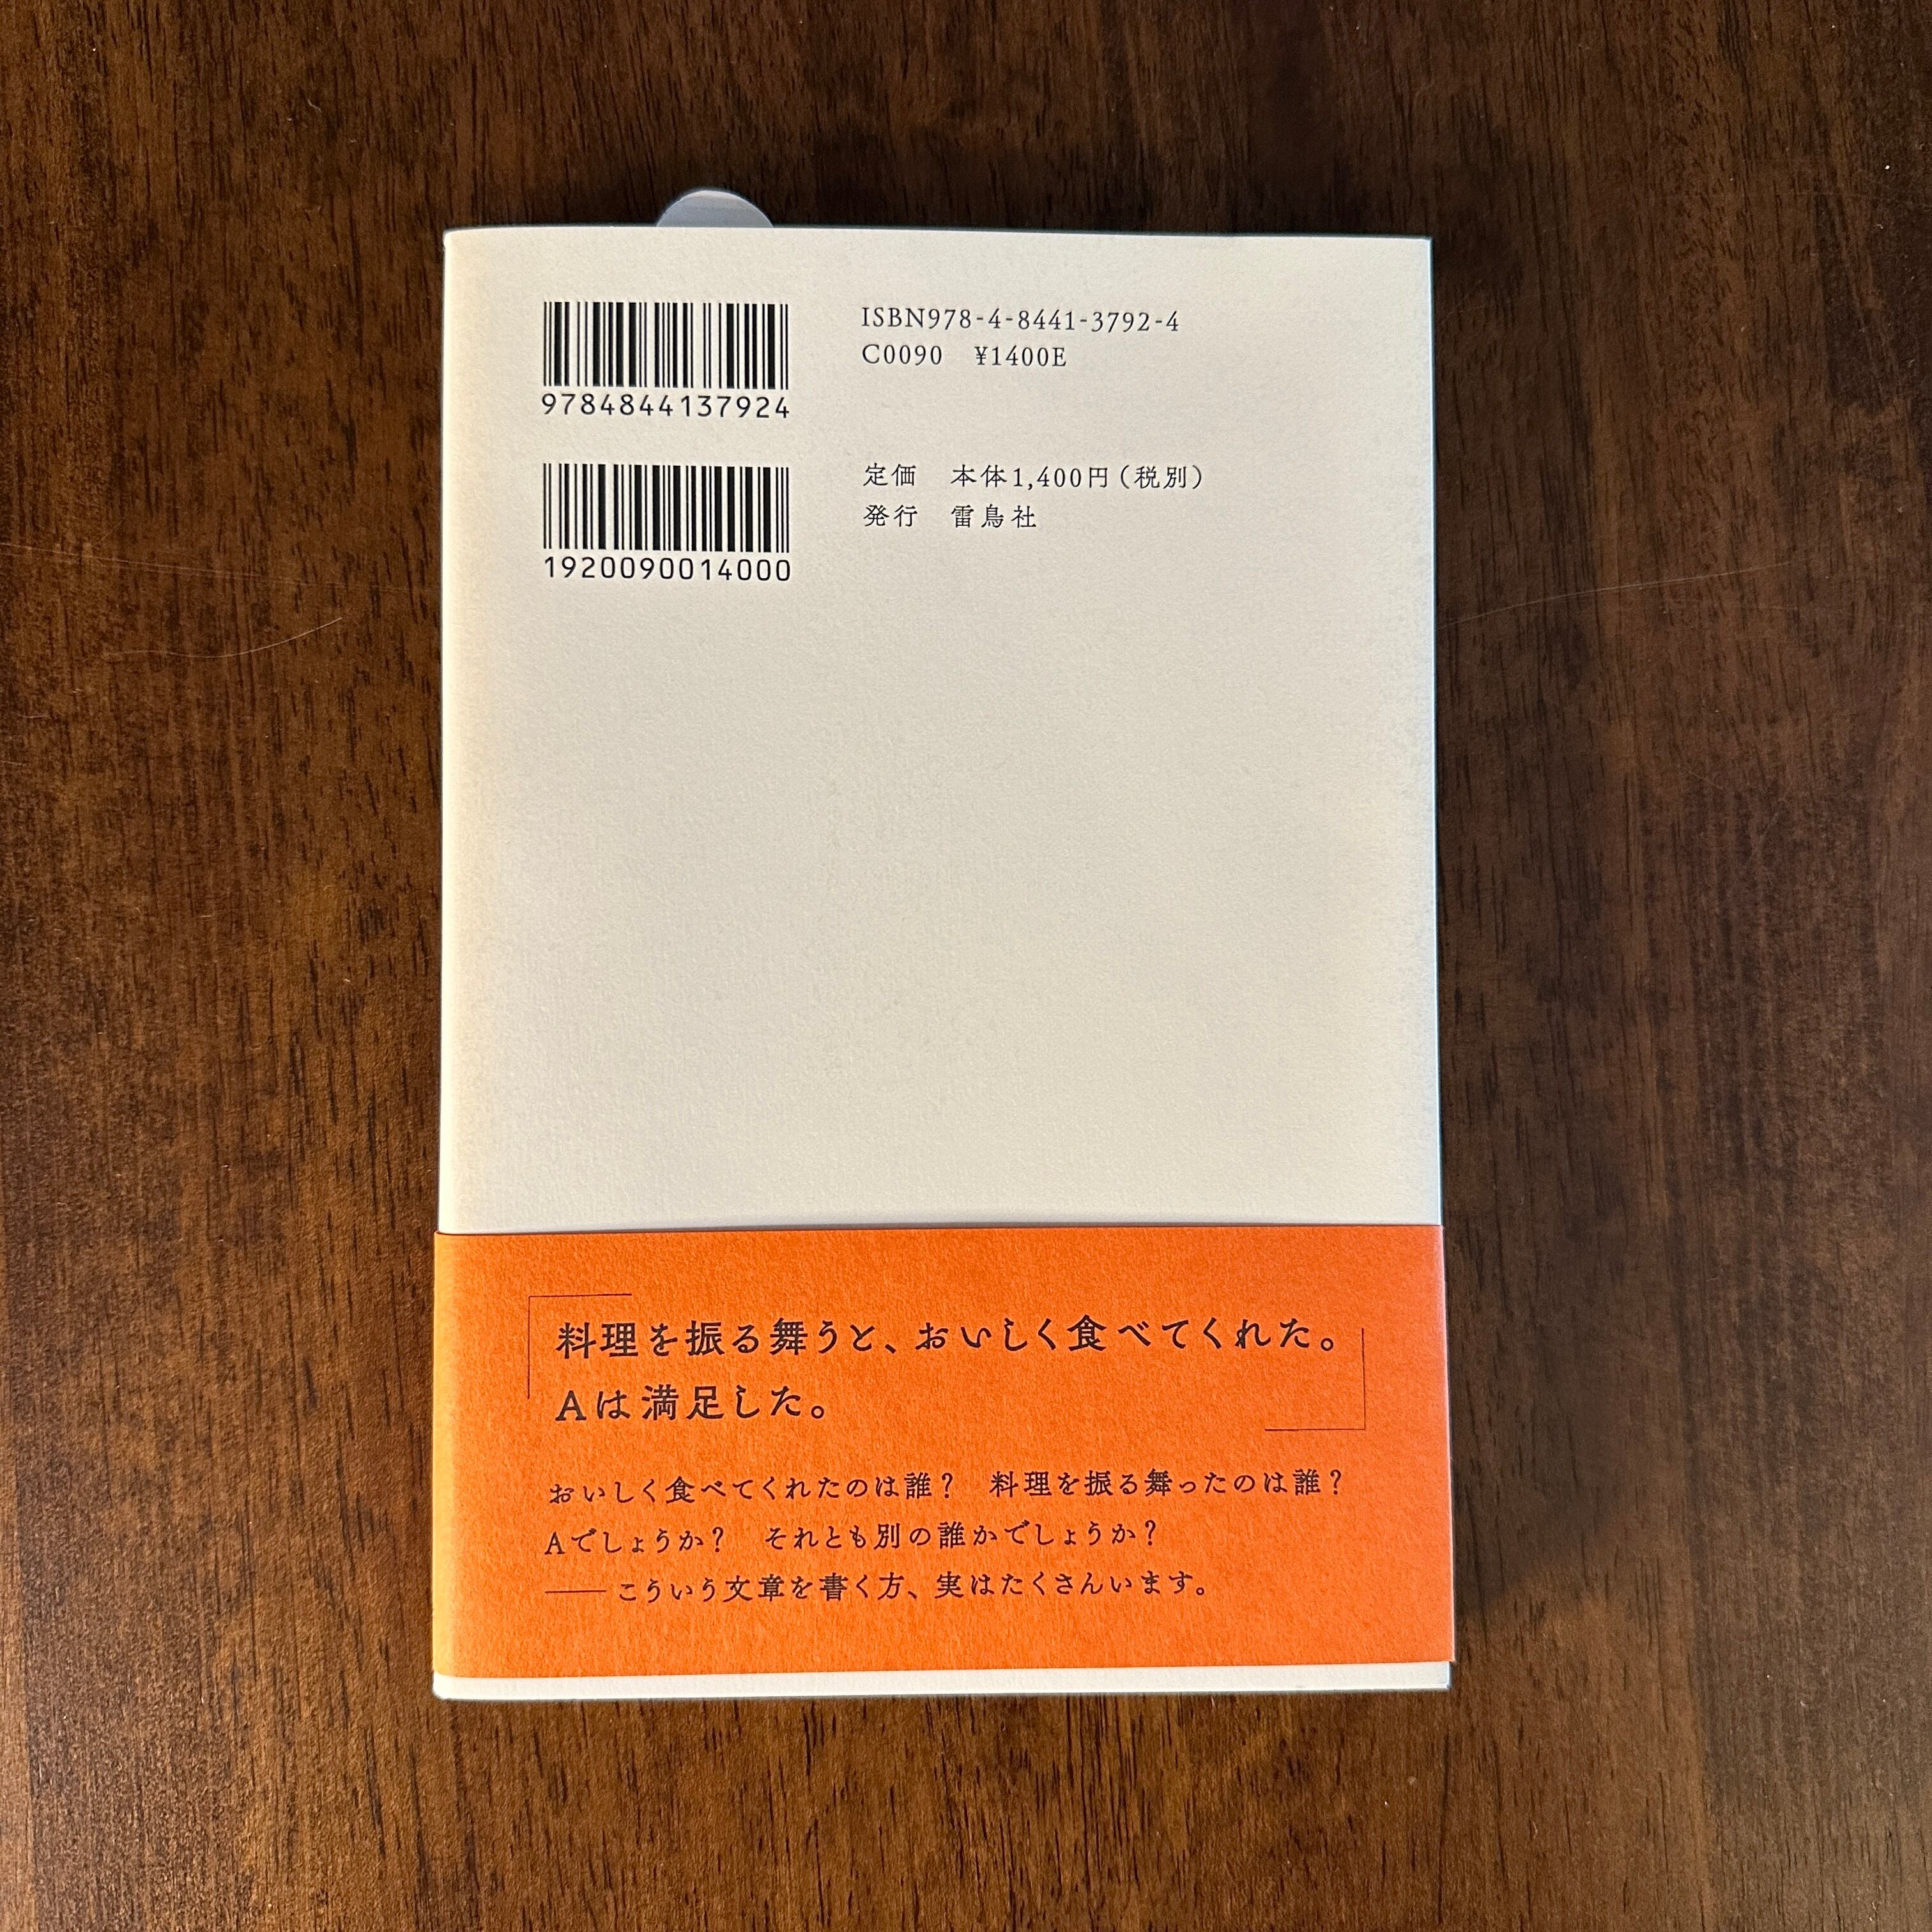 ISBN978-4-8441-3792-4
C0090　¥1400E
9784844137924
定価　本体1,400円（税別）
発行　雷鳥社
1920090014000
料理を振る舞うと、おいしく食べてくれた。
Aは満足した。
おいしく食べてくれたのは誰？　料理を振る舞ったのは誰？
Aでしょうか？　それとも別の誰かでしょうか？
――こういう文章を書く方、実はたくさんいます。